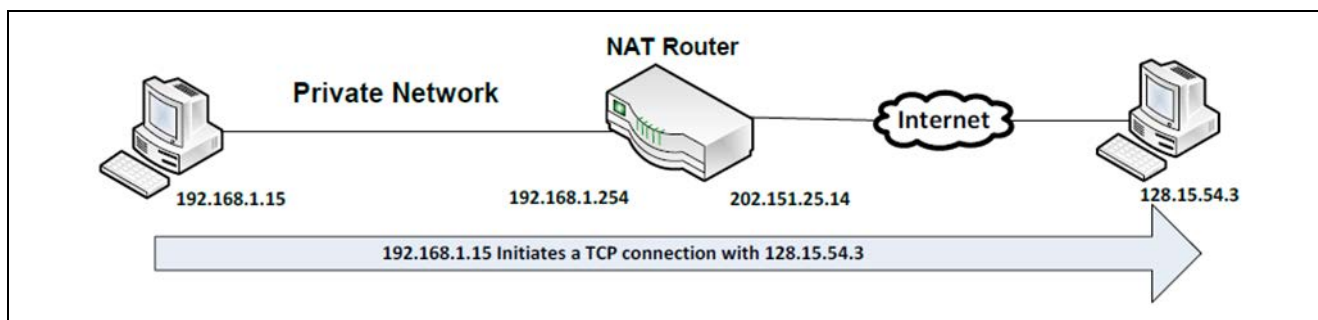 NAT Router
Private Network
Internet
192.168.1.15
192.168.1.254
202.151.25.14
128.15.54.3
192.168.1.15 Initiates a TCP connection with 128.15.54.3